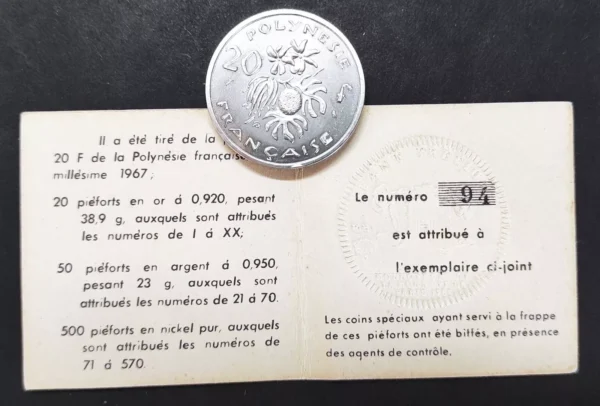 20 F
POLYNESIE
FRANÇAISE
Il a été tiré de la
20 F de la Polynésie française
millésime 1967,
20 piéforts en or á 0,920, pesant
38,9 g, auxquels sont attribués
les numéros de I á XX;
50 piéforts en argent á 0,950,
pesant 23 g, auxquels sont
attribués les numéros de 21 á 70.
500 piéforts en nickel pur, auxquels
sont attribués les numéros de
71 á 570.
Le numéro 94
est attribué à
l'exemplaire ci-joint
Les coins spéciaux ayant servi à la frappe
de ces piéforts ont été biffés, en présence
des agents de contrôle.